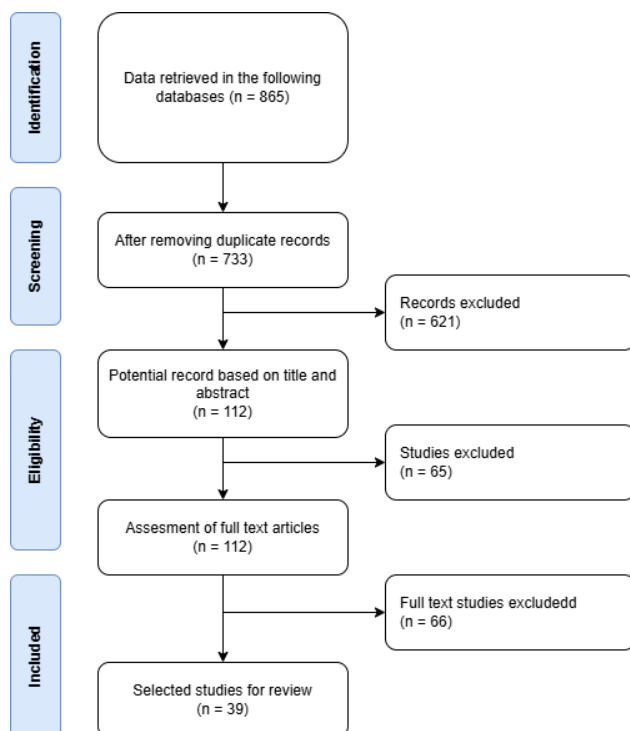 Identification
Data retrieved in the following
databases (n = 865)
Screening
After removing duplicate records
(n = 733)
Records excluded
(n = 621)
Eligibility
Potential record based on title and
abstract
(n = 112)
Studies excluded
(n = 65)
Assesment of full text articles
(n = 112)
Included
Full text studies excludedd
(n = 66)
Selected studies for review
(n = 39)